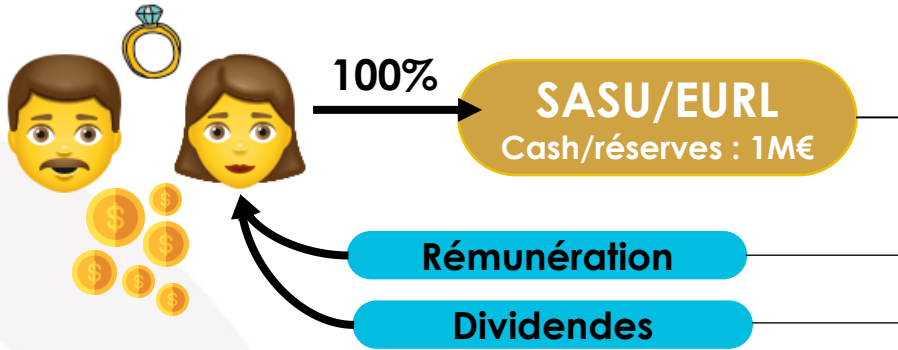 100%
SASU/EURL
Cash/réserves : 1M€
Rémunération
Dividendes